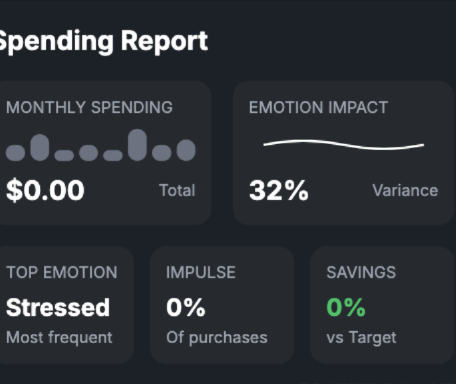 Spending Report
MONTHLY SPENDING
$0.00 Total
EMOTION IMPACT
32% Variance
TOP EMOTION
Stressed
Most frequent
IMPULSE
0%
Of purchases
SAVINGS
0%
vs Target